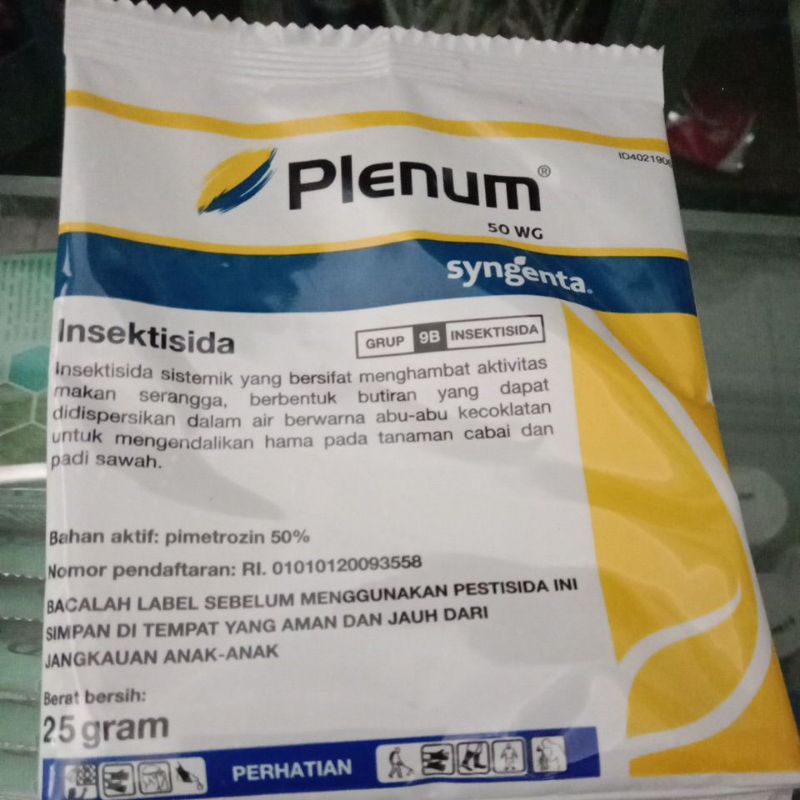 ID402190
Plenum®
50 WG
syngenta.
Insektisida
GRUP 9B INSEKTISIDA
Insektisida sistemik yang bersifat menghambat aktivitas
makan serangga, berbentuk butiran yang dapat
didispersikan dalam air berwarna abu-abu kecoklatan
untuk mengendalikan hama pada tanaman cabai dan
padi sawah.
Bahan aktif: pimetrozin 50%
Nomor pendaftaran: RI. 01010120093558
BACALAH LABEL SEBELUM MENGGUNAKAN PESTISIDA INI
SIMPAN DI TEMPAT YANG AMAN DAN JAUH DARI
JANGKAUAN ANAK-ANAK
Berat bersih:
25 gram
PERHATIAN